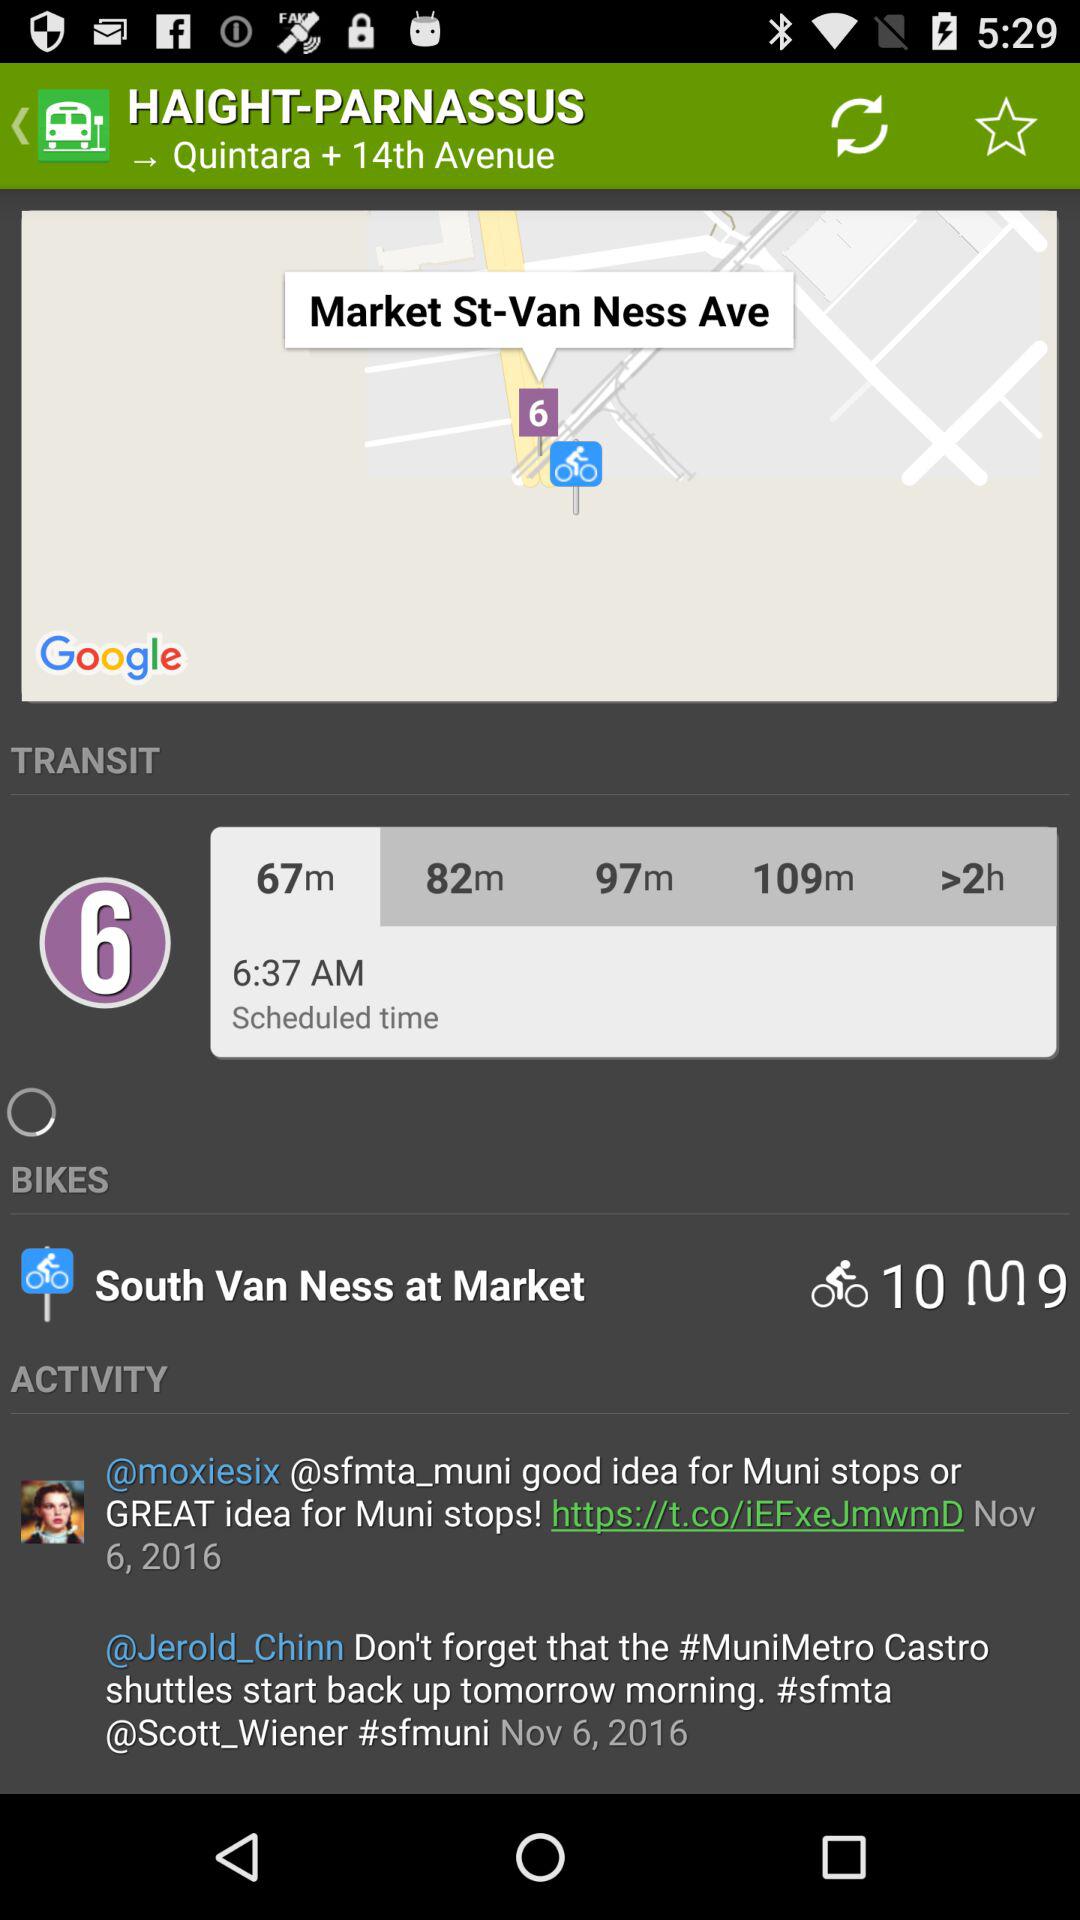 FAKE
5:29
HAIGHT-PARNASSUS
→ Quintara + 14th Avenue
Market St-Van Ness Ave
6
Google
TRANSIT
67m 82m 97m 109m >2h
6
6:37 AM
Scheduled time
BIKES
South Van Ness at Market 10 9
ACTIVITY
@moxiesix @sfmta_muni good idea for Muni stops or
GREAT idea for Muni stops! https://t.co/iEFxeJmwmD Nov
6, 2016
@Jerold_Chinn Don't forget that the #MuniMetro Castro
shuttles start back up tomorrow morning. #sfmta
@Scott_Wiener #sfmuni Nov 6, 2016